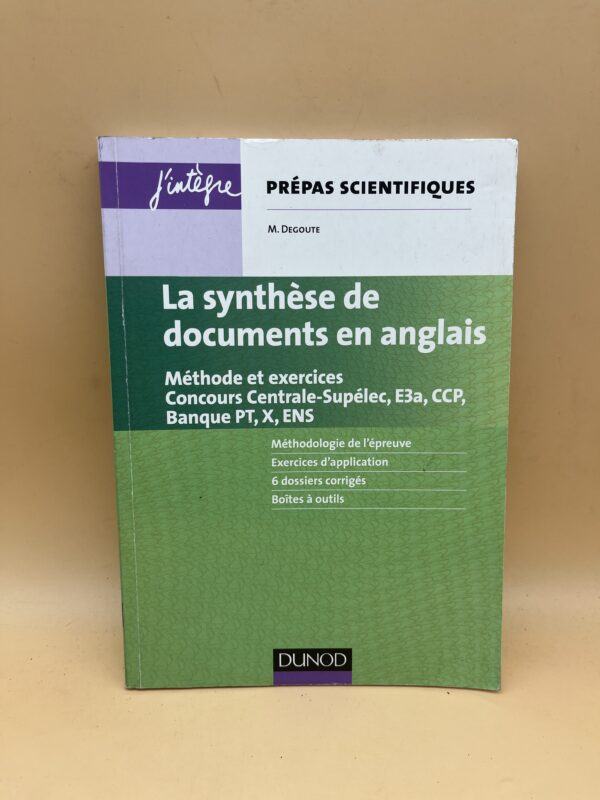 j'intègre
PRÉPAS SCIENTIFIQUES
M. DEGOUTE
La synthèse de
documents en anglais
Méthode et exercices
Concours Centrale-Supélec, E3a, CCP,
Banque PT, X, ENS
Méthodologie de l'épreuve
Exercices d'application
6 dossiers corrigés
Boîtes à outils
DUNOD